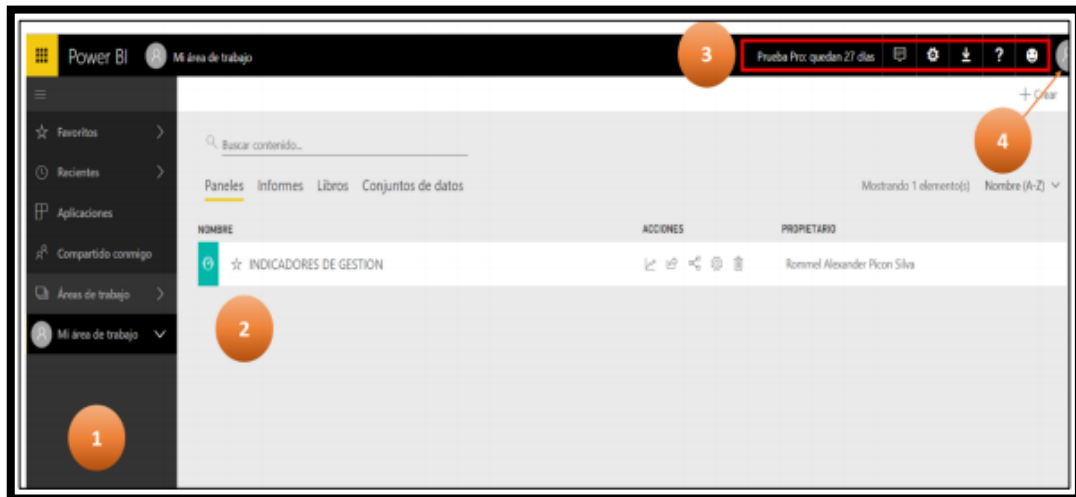 Power BI Mi área de trabajo 3 Prueba Pro: quedan 27 días ?
+ Crear
4
Favoritos
Buscar contenido...
Recientes
Paneles Informes Libros Conjuntos de datos Mostrando 1 elemento(s) Nombre (A-Z)
Aplicaciones
NOMBRE ACCIONES PROPIETARIO
Compartido conmigo
INDICADORES DE GESTION Rommel Alexander Picon Silva
Áreas de trabajo
2
Mi área de trabajo
1